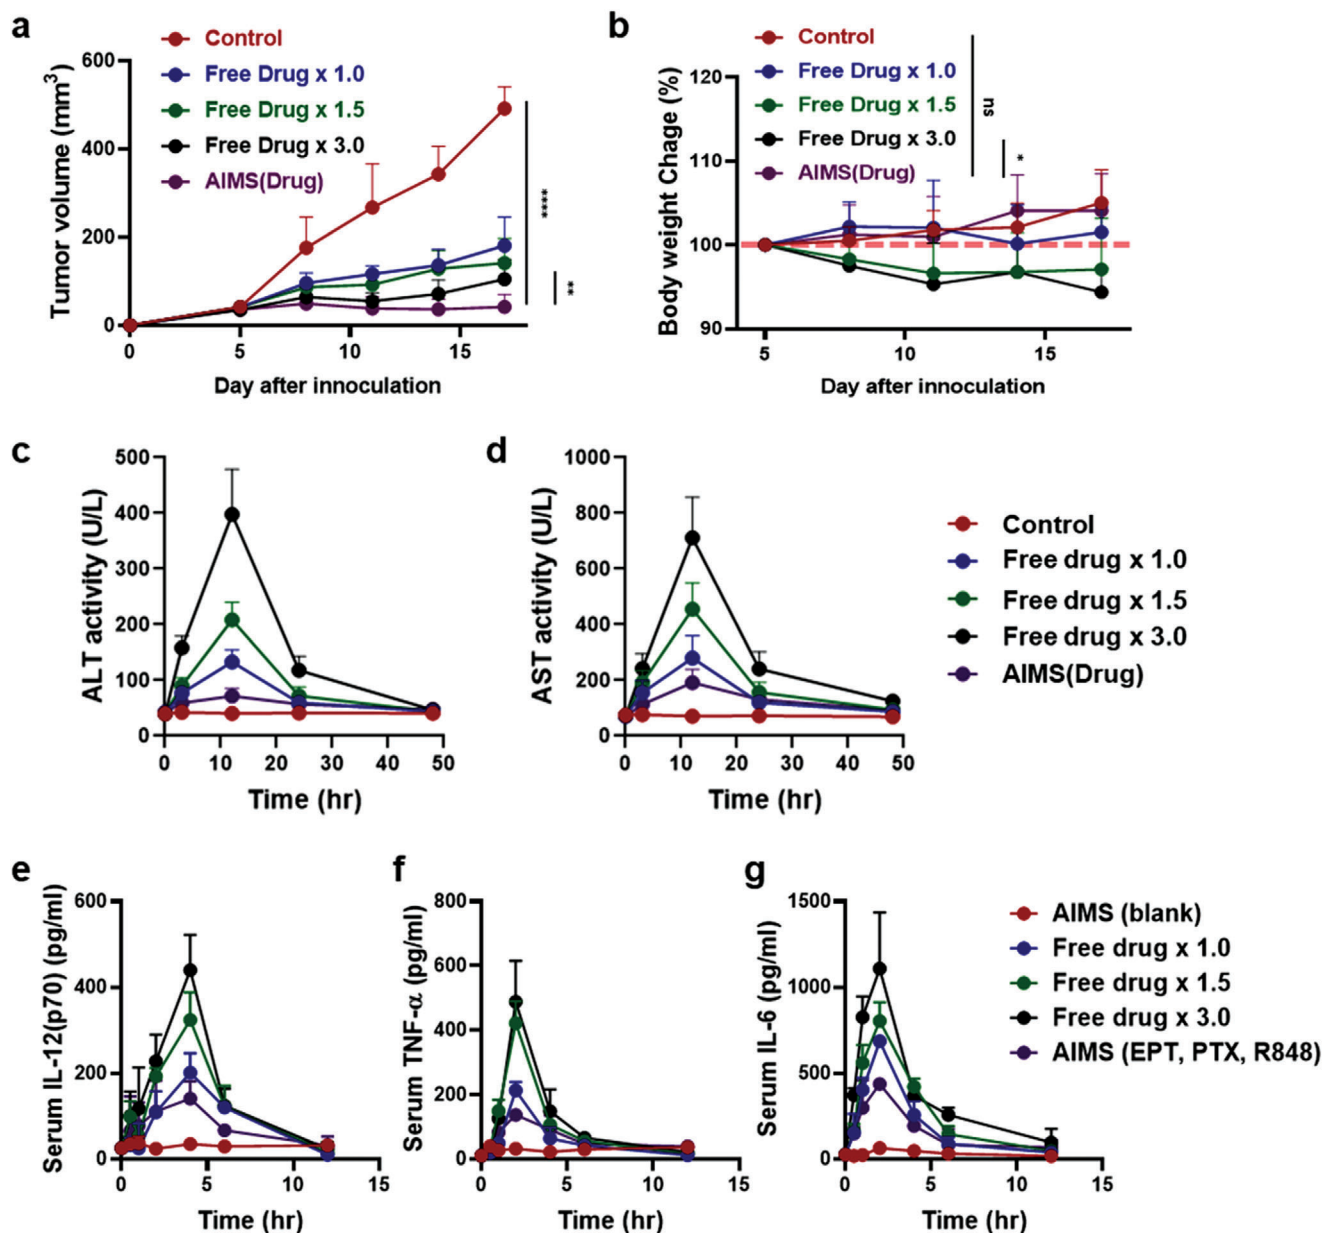 a
Control
Free Drug x 1.0
Free Drug x 1.5
Free Drug x 3.0
AIMS(Drug)
Tumor volume (mm3)
600
400
200
0
****
**
0 5 10 15
Day after innoculation
b
Control
Free Drug x 1.0
Free Drug x 1.5
Free Drug x 3.0
AIMS(Drug)
ns
*
Body weight Chage (%)
120
110
100
90
5 10 15
Day after innoculation
c
ALT activity (U/L)
500
400
300
200
100
0
0 10 20 30 40 50
Time (hr)
d
AST activity (U/L)
1000
800
600
400
200
0
0 10 20 30 40 50
Time (hr)
Control
Free drug x 1.0
Free drug x 1.5
Free drug x 3.0
AIMS(Drug)
e
Serum IL-12(p70) (pg/ml)
600
400
200
0
0 5 10 15
Time (hr)
f
Serum TNF-α (pg/ml)
800
600
400
200
0
0 5 10 15
Time (hr)
g
Serum IL-6 (pg/ml)
1500
1000
500
0
0 5 10 15
Time (hr)
AIMS (blank)
Free drug x 1.0
Free drug x 1.5
Free drug x 3.0
AIMS (EPT, PTX, R848)